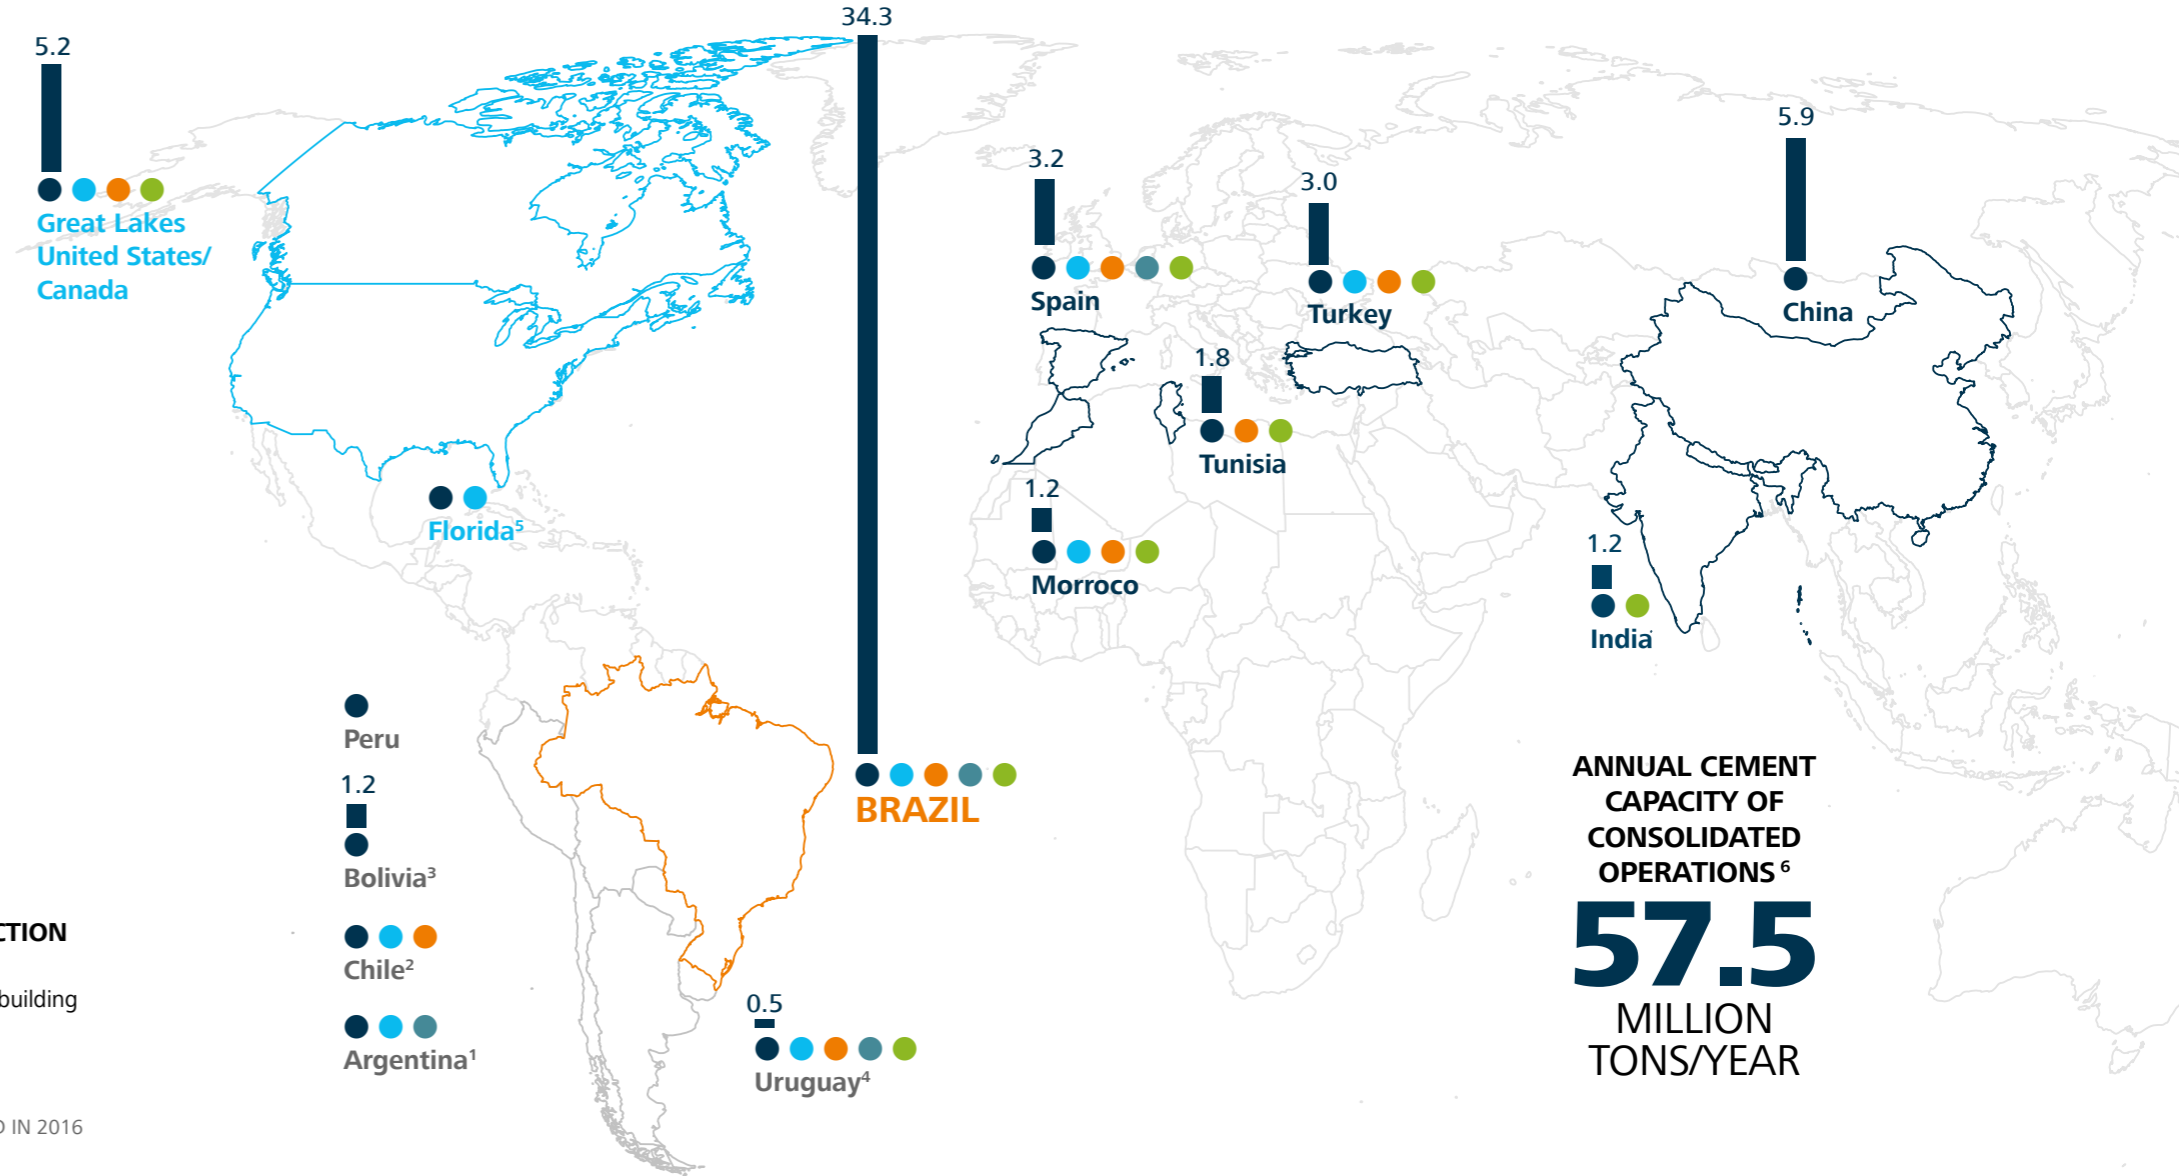 34.3
5.2
Great Lakes
United States/
Canada
5.9
China
3.2
Spain
3.0
Turkey
1.8
Tunisia
1.2
Morroco
Florida⁵
1.2
India
Peru
1.2
Bolivia³
Chile²
Argentina¹
BRAZIL
0.5
Uruguay⁴
ANNUAL CEMENT
CAPACITY OF
CONSOLIDATED
OPERATIONS ⁶
57.5
MILLION
TONS/YEAR
CTION
building
IN 2016